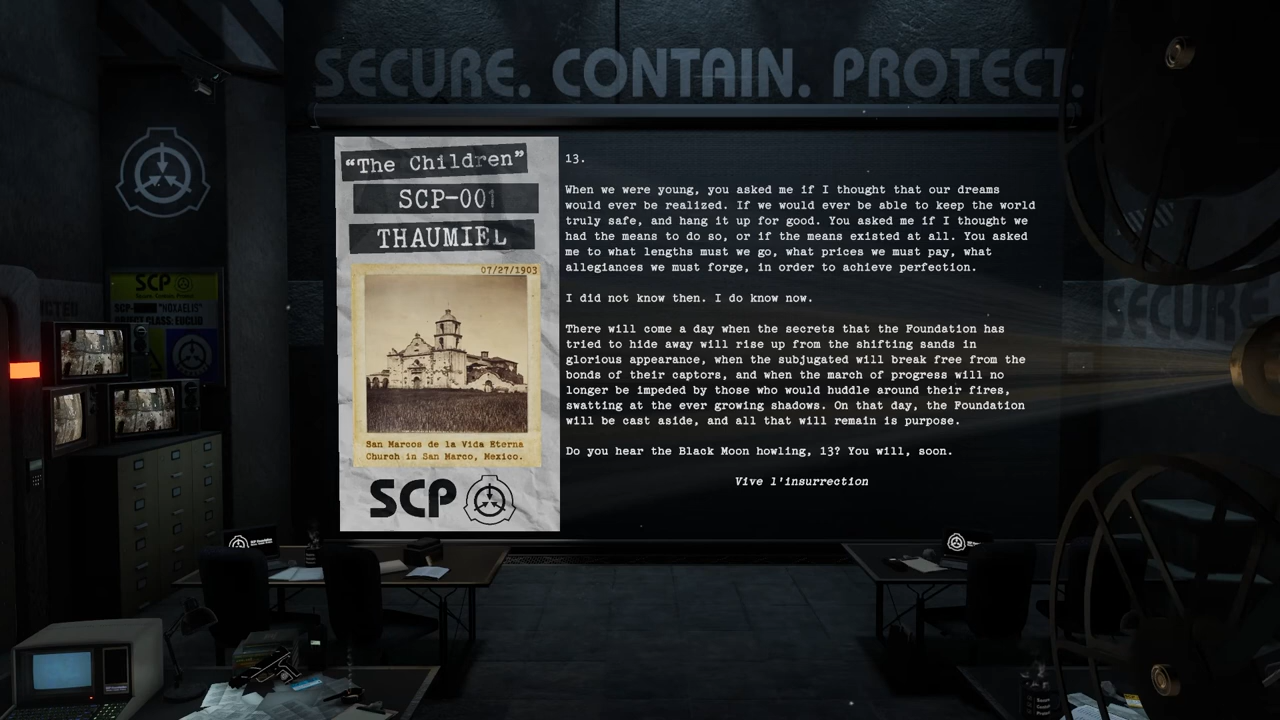 SECURE. CONTAIN. PROTECT.
“The Children”
SCP-001
THAUMIEL
07/27/1903
San Marcos de la Vida Eterna
Church in San Marco, Mexico.
SCP
13.
When we were young, you asked me if I thought that our dreams
would ever be realized. If we would ever be able to keep the world
truly safe, and hang it up for good. You asked me if I thought we
had the means to do so, or if the means existed at all. You asked
me to what lengths must we go, what prices we must pay, what
allegiances we must forge, in order to achieve perfection.
I did not know then. I do know now.
There will come a day when the secrets that the Foundation has
tried to hide away will rise up from the shifting sands in
glorious appearance, when the subjugated will break free from the
bonds of their captors, and when the march of progress will no
longer be impeded by those who would huddle around their fires,
swatting at the ever growing shadows. On that day, the Foundation
will be cast aside, and all that will remain is purpose.
Do you hear the Black Moon howling, 13? You will, soon.
Vive l'insurrection
SCP
Secure. Contain. Protect.
SCP- "NOXAELIS"
OBJECT CLASS: EUCLID
SECURE